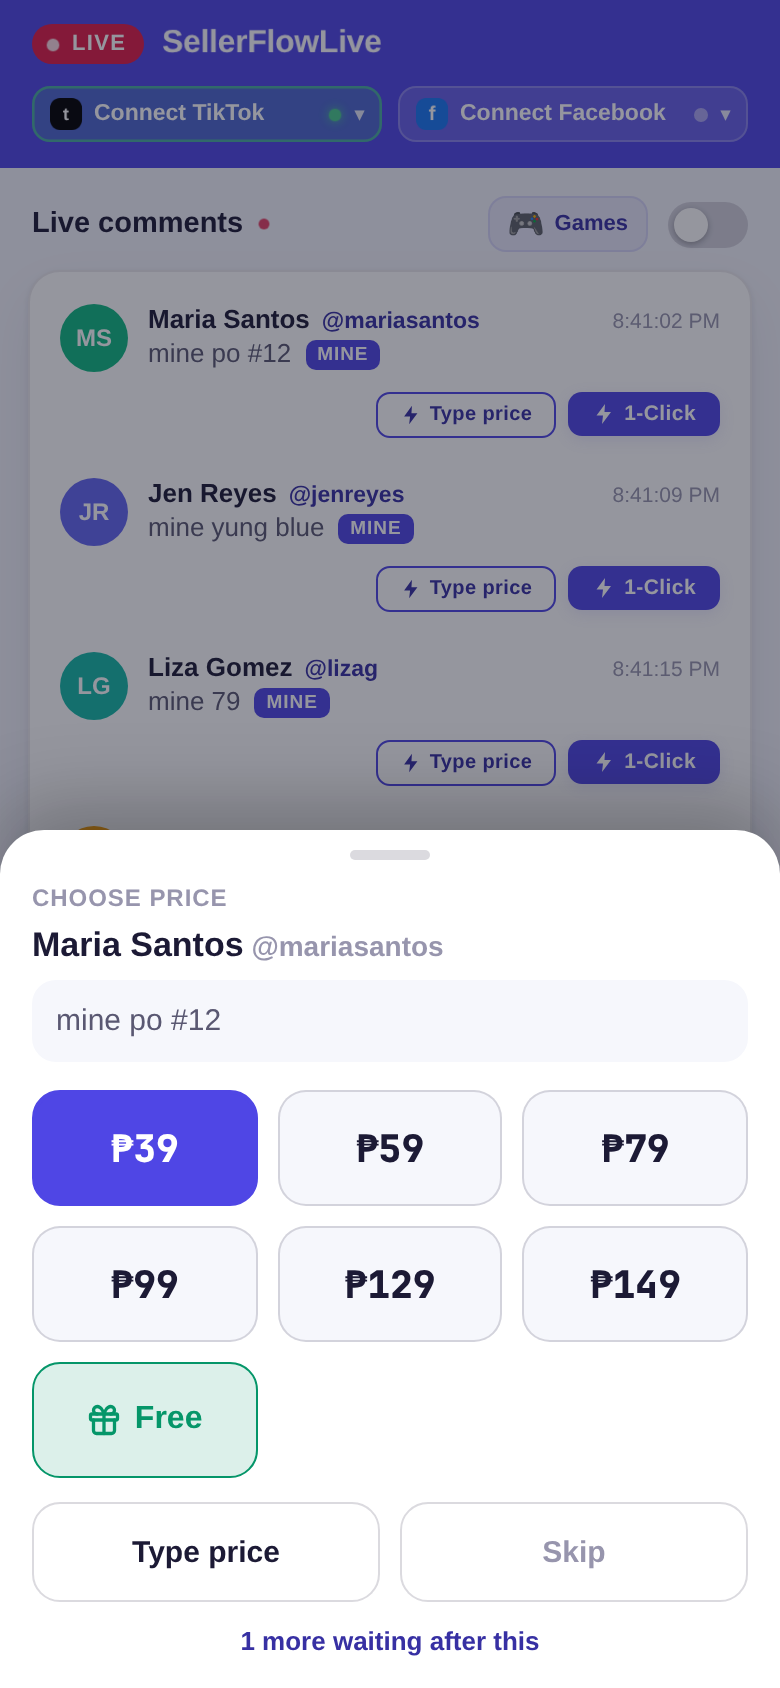 LIVE SellerFlowLive
t Connect TikTok ▾ f Connect Facebook ▾
Live comments Games
MS Maria Santos @mariasantos 8:41:02 PM
mine po #12 MINE
Type price 1-Click
JR Jen Reyes @jenreyes 8:41:09 PM
mine yung blue MINE
Type price 1-Click
LG Liza Gomez @lizag 8:41:15 PM
mine 79 MINE
Type price 1-Click
CHOOSE PRICE
Maria Santos @mariasantos
mine po #12
₱39 ₱59 ₱79
₱99 ₱129 ₱149
Free
Type price Skip
1 more waiting after this